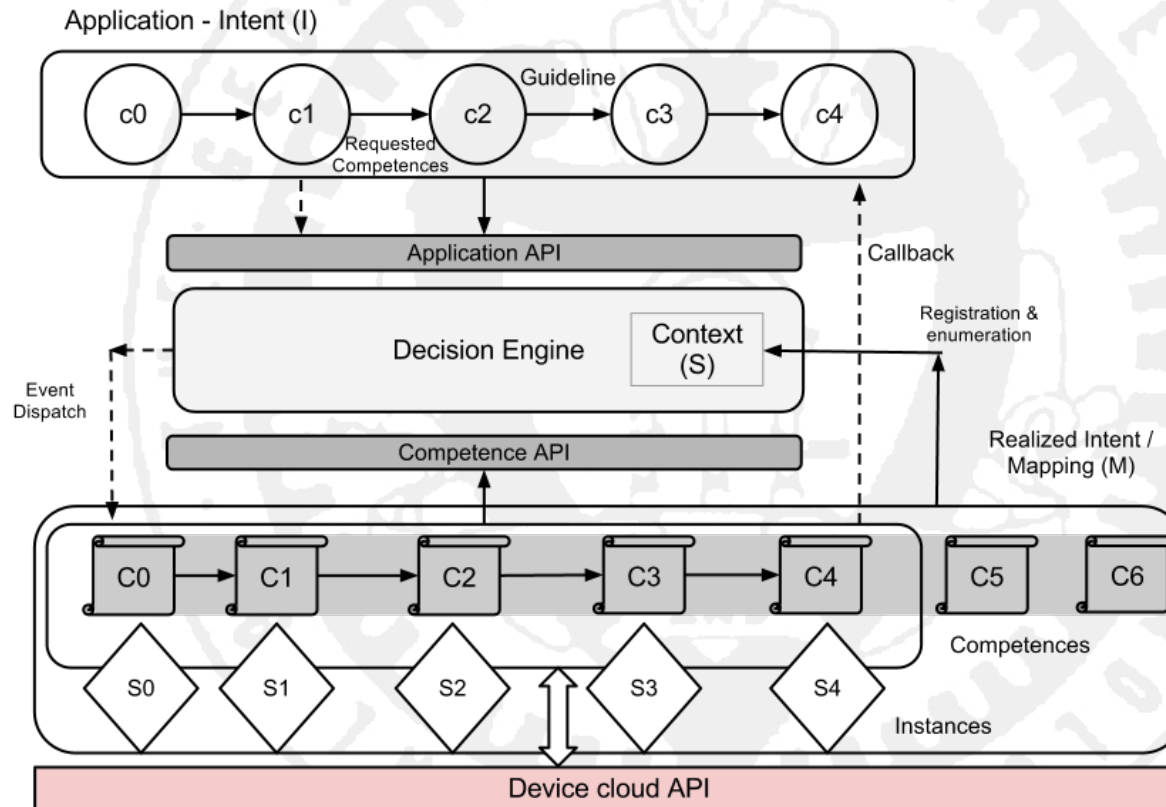 Application - Intent (I)
Guideline
c0
c1
c2
c3
c4
Requested
Competences
Application API
Callback
Decision Engine
Context
(S)
Registration &
enumeration
Event
Dispatch
Competence API
Realized Intent /
Mapping (M)
C0
C1
C2
C3
C4
C5
C6
Competences
S0
S1
S2
S3
S4
Instances
Device cloud API